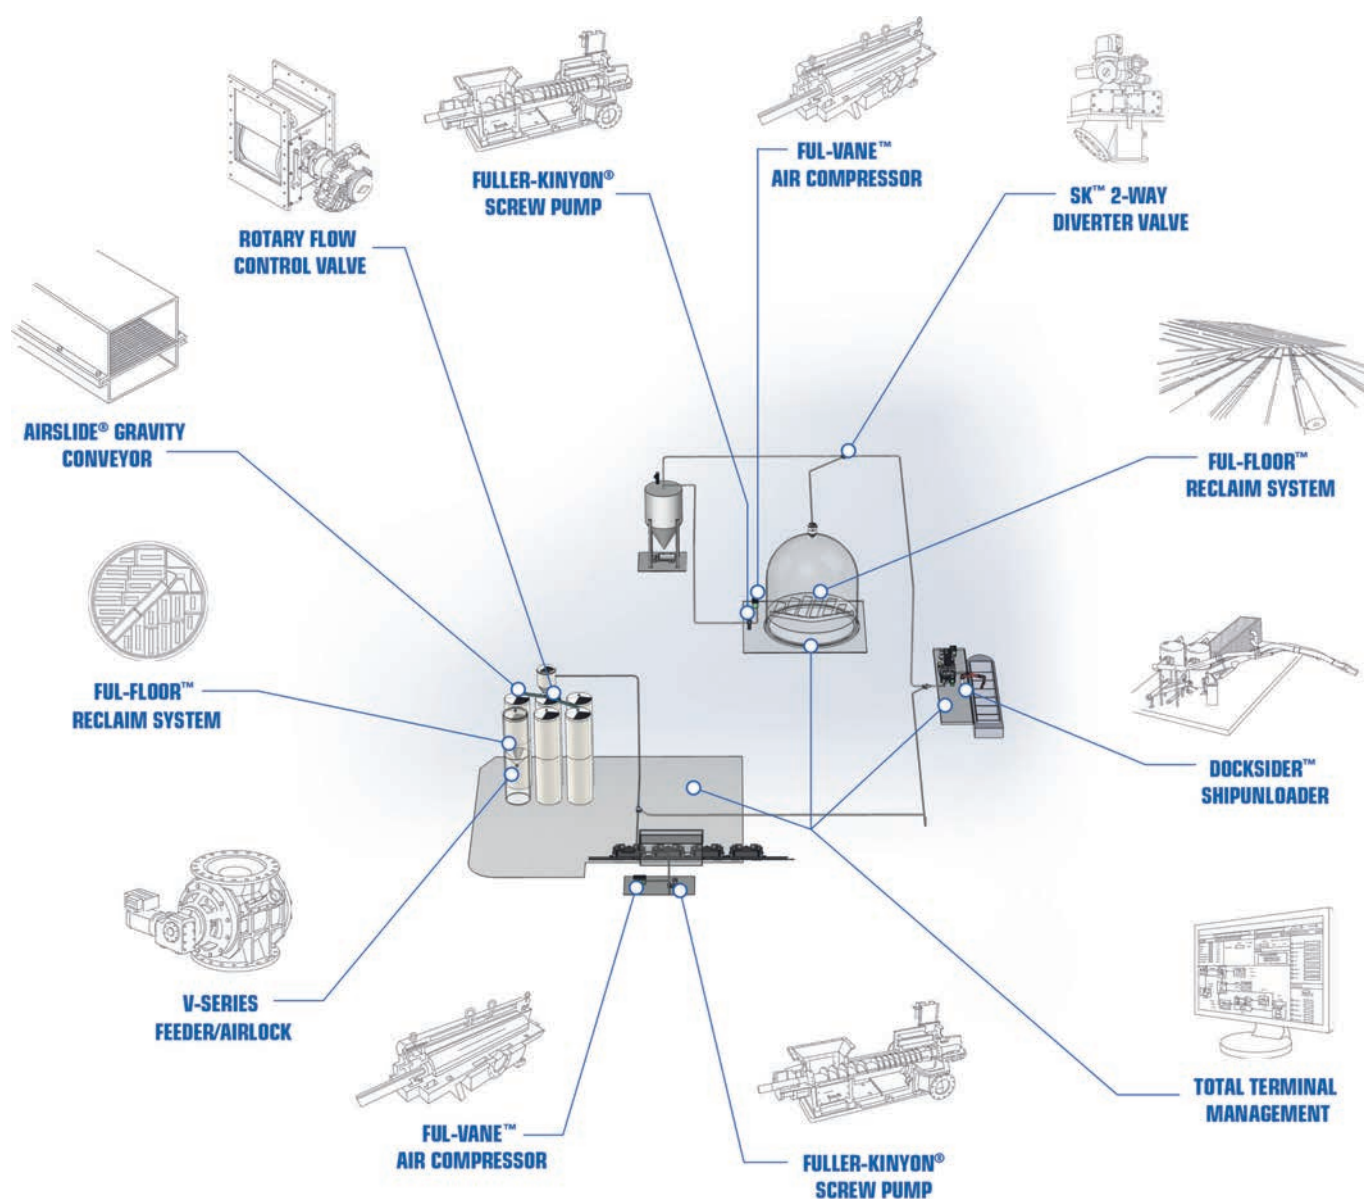 FULLER-KINYON®
SCREW PUMP
FUL-VANE™
AIR COMPRESSOR
SK™ 2-WAY
DIVERTER VALVE
ROTARY FLOW
CONTROL VALVE
AIRSLIDE® GRAVITY
CONVEYOR
FUL-FLOOR™
RECLAIM SYSTEM
FUL-FLOOR™
RECLAIM SYSTEM
DOCKSIDER™
SHIPUNLOADER
V-SERIES
FEEDER/AIRLOCK
TOTAL TERMINAL
MANAGEMENT
FUL-VANE™
AIR COMPRESSOR
FULLER-KINYON®
SCREW PUMP